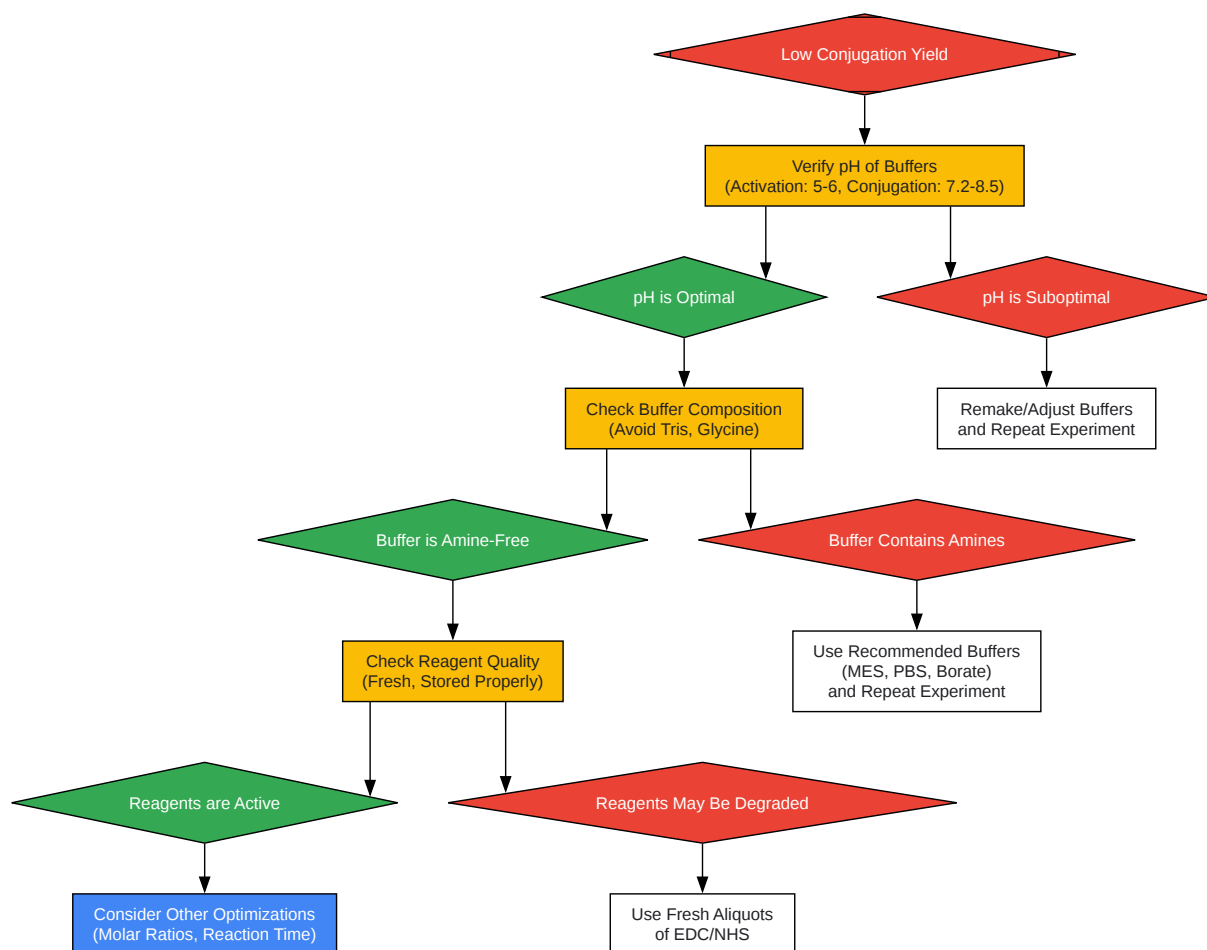 Low Conjugation Yield
Verify pH of Buffers
(Activation: 5-6, Conjugation: 7.2-8.5)
pH is Optimal
pH is Suboptimal
Check Buffer Composition
(Avoid Tris, Glycine)
Remake/Adjust Buffers
and Repeat Experiment
Buffer is Amine-Free
Buffer Contains Amines
Check Reagent Quality
(Fresh, Stored Properly)
Use Recommended Buffers
(MES, PBS, Borate)
and Repeat Experiment
Reagents are Active
Reagents May Be Degraded
Consider Other Optimizations
(Molar Ratios, Reaction Time)
Use Fresh Aliquots
of EDC/NHS